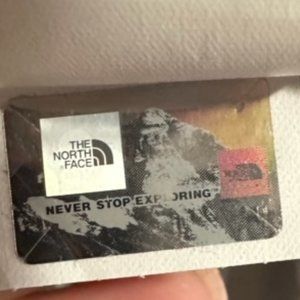 THE
NORTH
FACE
NEVER STOP EXPLORING